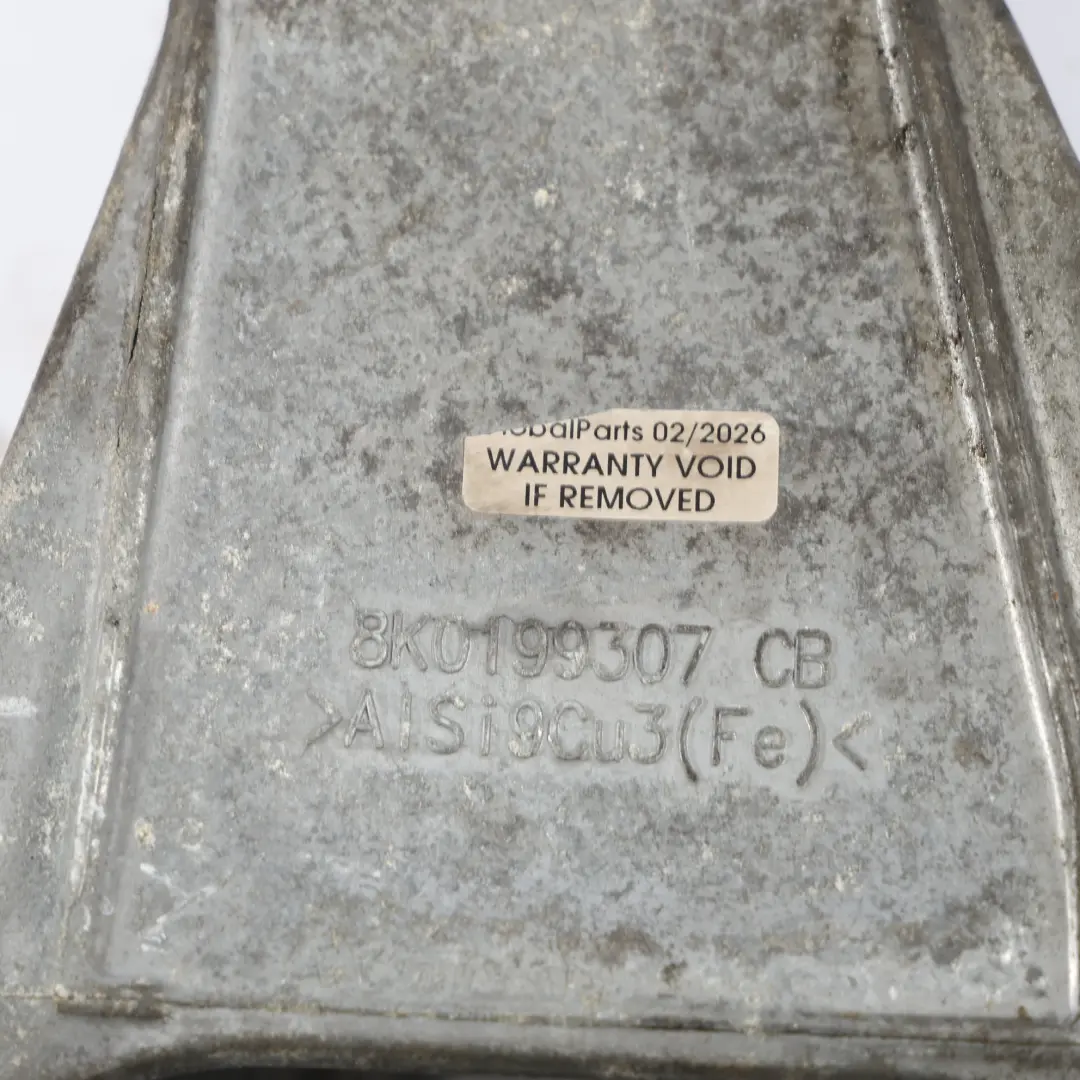 02/2026
WARRANTY VOID
IF REMOVED
8K0199307 CB
>AlSi9Cu3(Fe)<